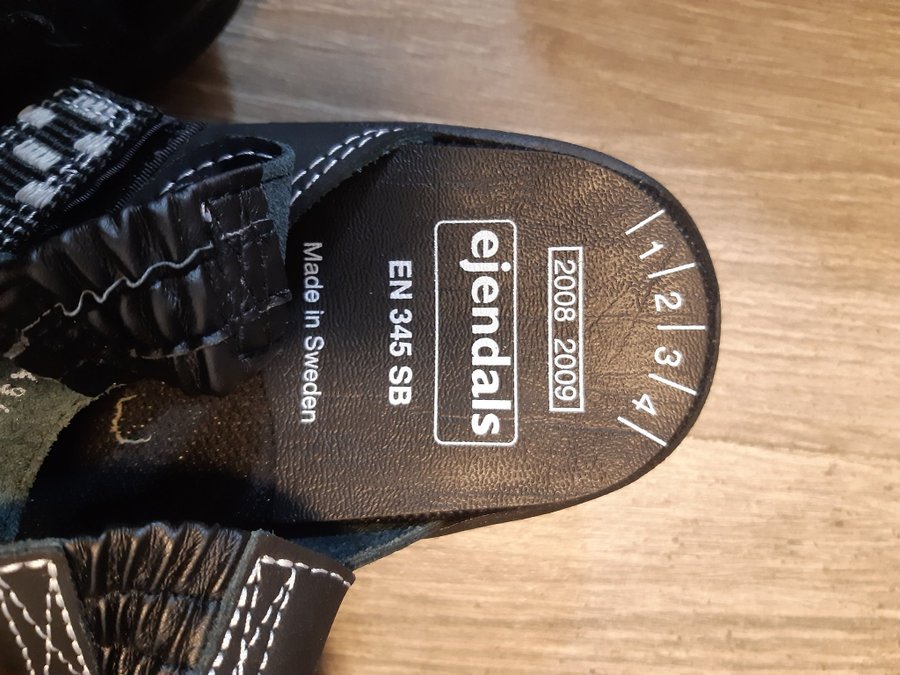 1 2 3 4
2008 2009
ejendals
EN 345 SB
Made in Sweden